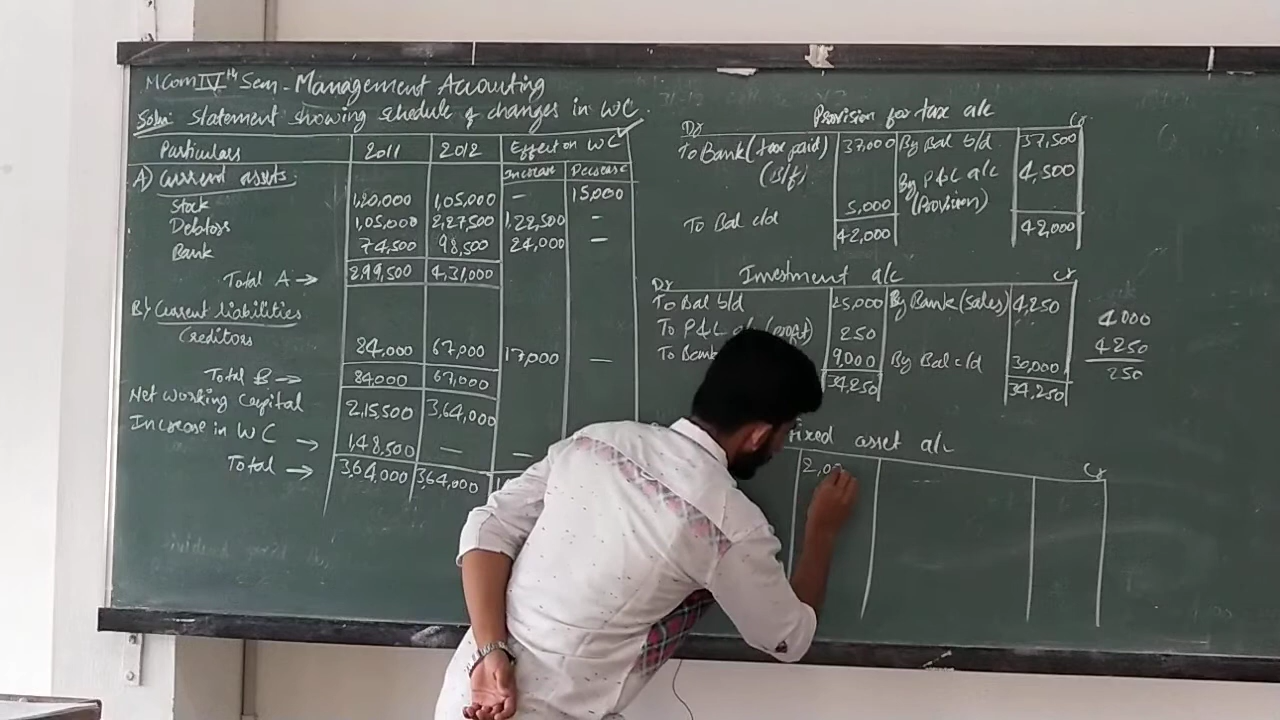 MCom IVth Sem - Management Accounting
Soln: Statement showing schedule of changes in WC
Particulars 2011 2012 Effect on WC
Increase Decrease
A) Current assets:
Stock 1,20,000 1,05,000 — 15,000
Debtors 1,05,000 2,27,500 1,22,500 —
Bank 74,500 98,500 24,000 —
Total A → 2,99,500 4,31,000
B) Current liabilities
Creditors 84,000 67,000 17,000 —
Total B → 84,000 67,000
Net working Capital 2,15,500 3,64,000
Increase in WC → 1,48,500 — —
Total → 3,64,000 3,64,000
Provision for tax a/c
Dr Cr
To Bank (tax paid) 37,000 By Bal b/d 37,500
(B/f) By P&L a/c 4,500
(Provision)
To Bal c/d 5,000
42,000 42,000
Investment a/c
Dr Cr
To Bal b/d 25,000 By Bank (sales) 4,250
To P&L (profit) 250
To Bank 9,000 By Bal c/d 30,000
34,250 34,250
4000
4250
250
Fixed asset a/c
Cr
2,0